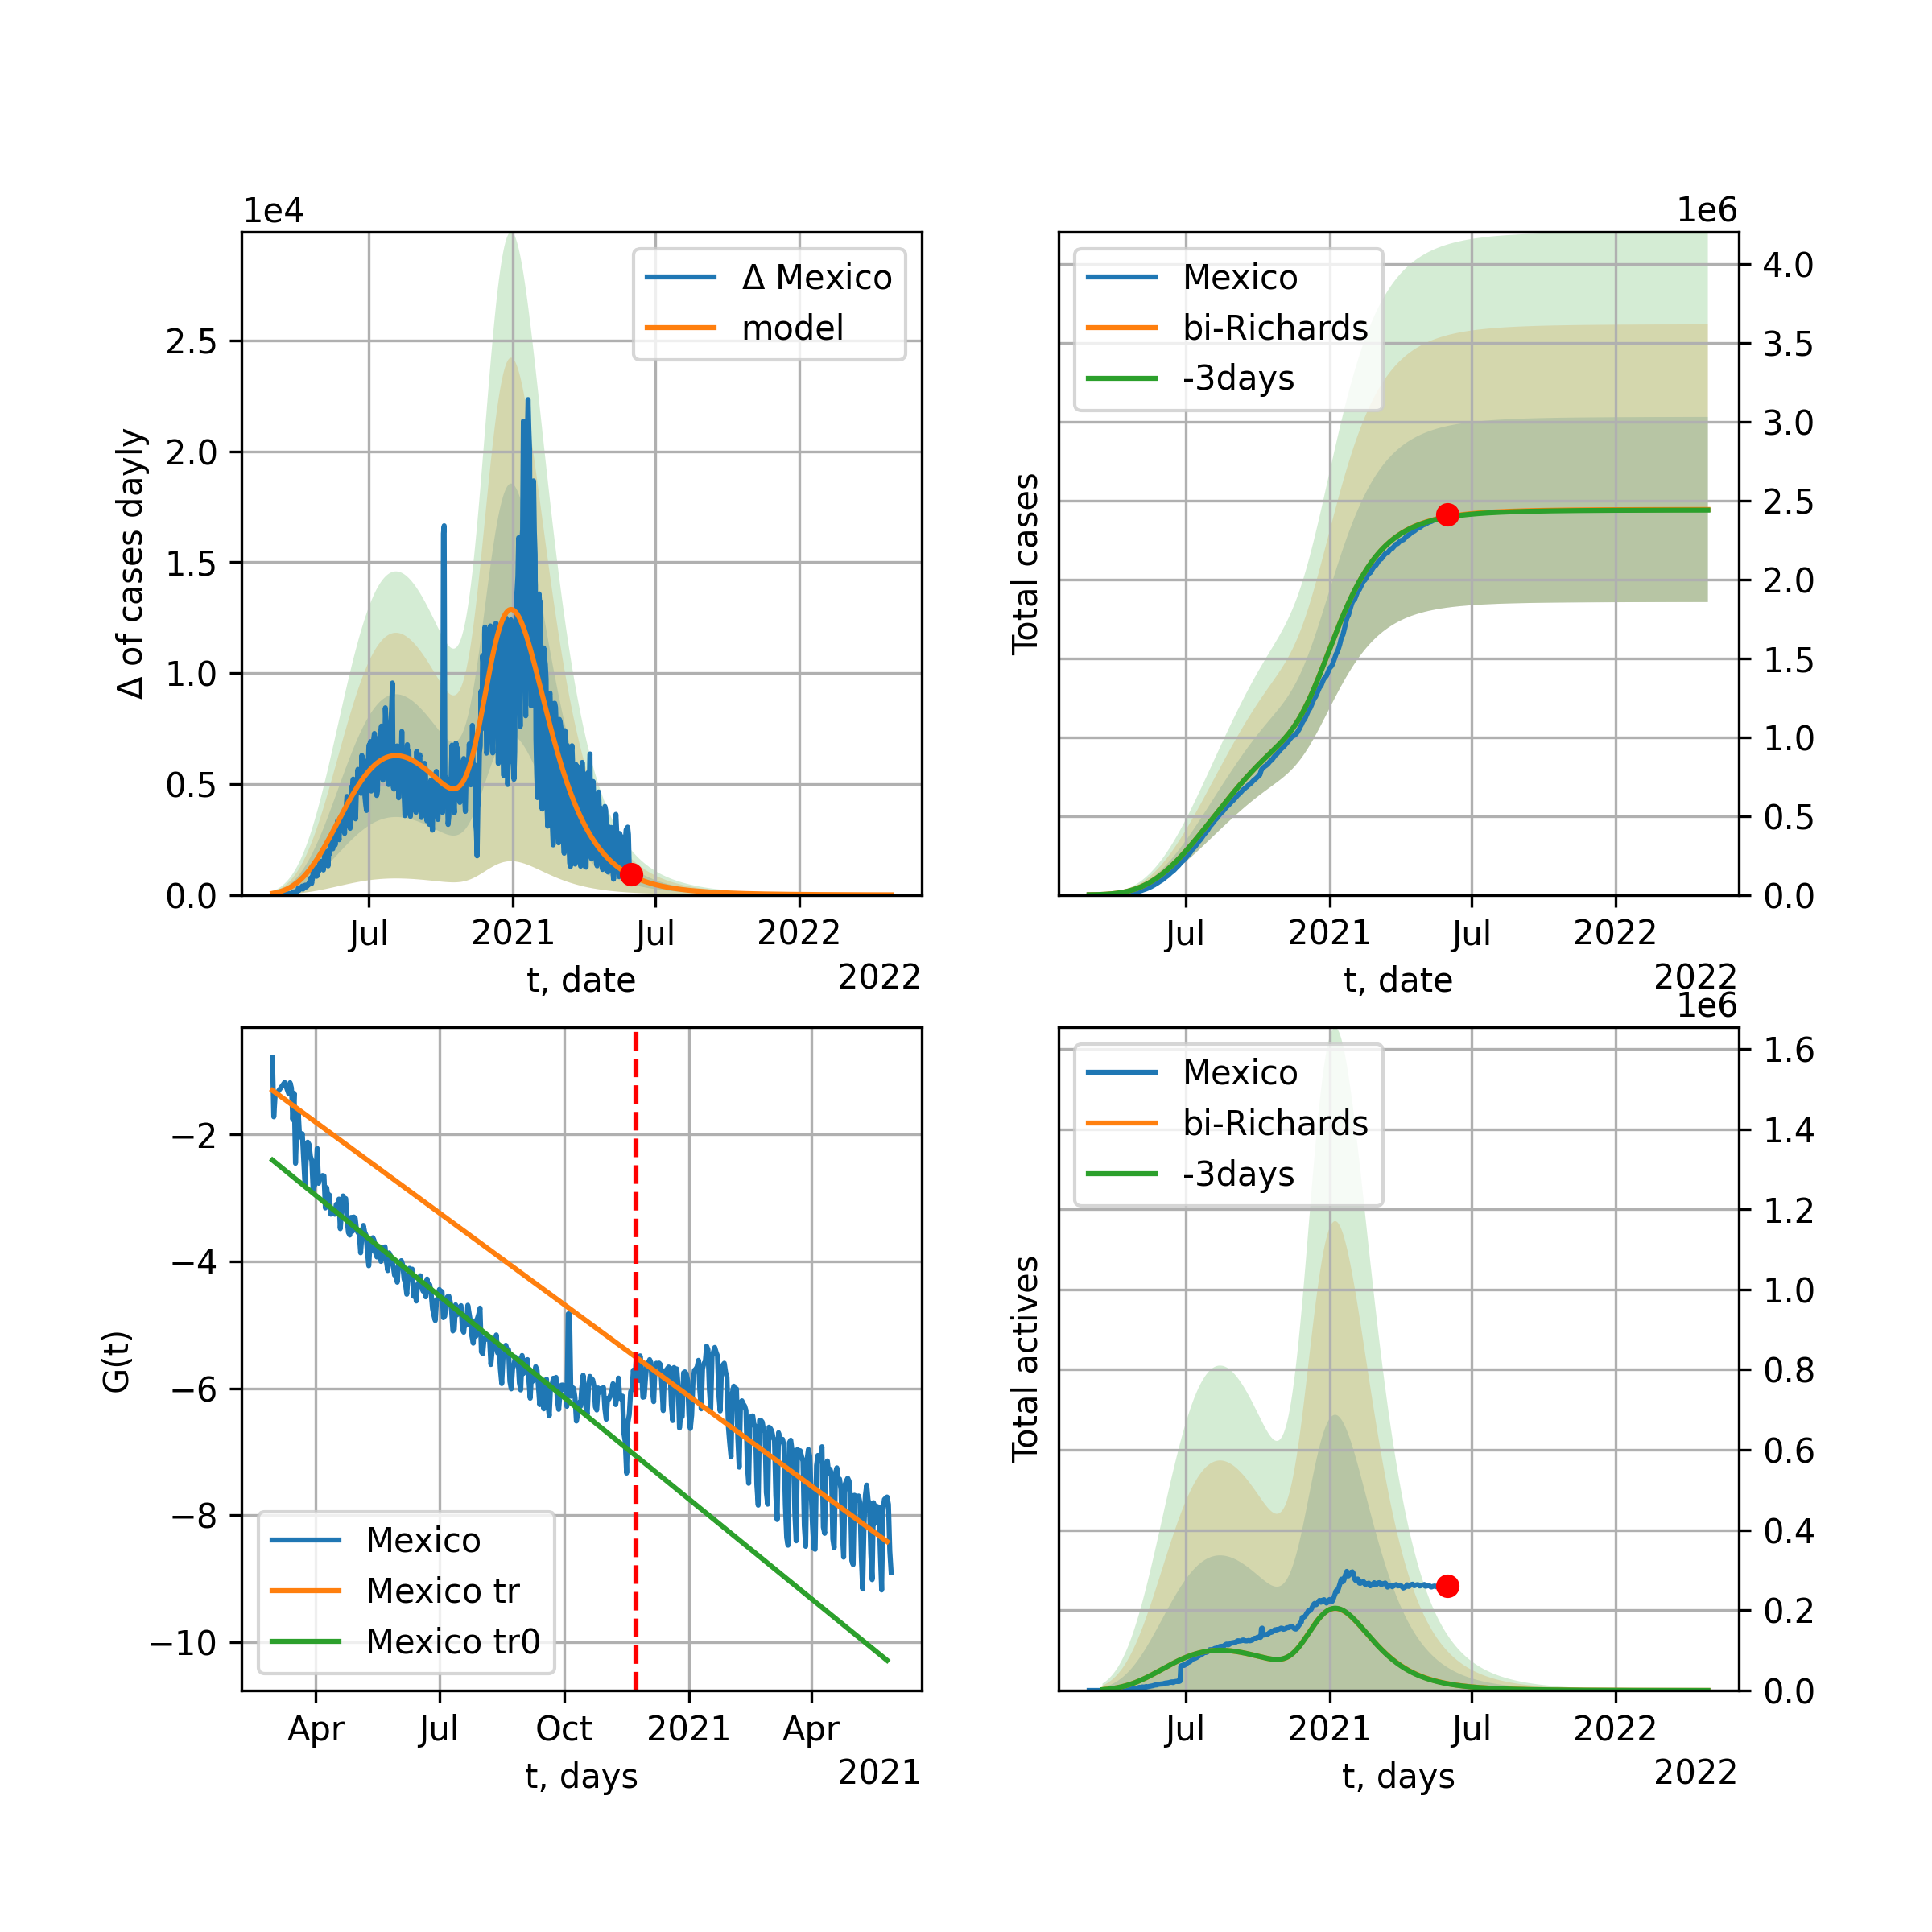 1e4
Δ of cases dayly
2.5
2.0
1.5
1.0
0.5
0.0
Δ Mexico
model
Jul
2021
Jul
2022
t, date
2022
1e6
Total cases
Mexico
bi-Richards
-3days
4.0
3.5
3.0
2.5
2.0
1.5
1.0
0.5
0.0
Jul
2021
Jul
2022
t, date
2022
G(t)
−2
−4
−6
−8
−10
Mexico
Mexico tr
Mexico tr0
Apr
Jul
Oct
2021
Apr
t, days
2021
1e6
Total actives
Mexico
bi-Richards
-3days
1.6
1.4
1.2
1.0
0.8
0.6
0.4
0.2
0.0
Jul
2021
Jul
2022
t, days
2022